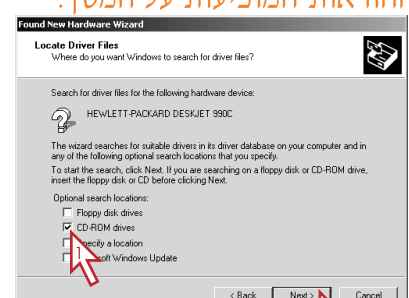 המופיעות על המסך.
Found New Hardware Wizard
Locate Driver Files
Where do you want Windows to search for driver files?
Search for driver files for the following hardware device:
HEWLETT-PACKARD DESKJET 990C
The wizard searches for suitable drivers in its driver database on your computer and in
any of the following optional search locations that you specify.
To start the search, click Next. If you are searching on a floppy disk or CD-ROM drive,
insert the floppy disk or CD before clicking Next.
Optional search locations:
Floppy disk drives
CD-ROM drives
1
ecify a location
soft Windows Update
< Back Next > Cancel